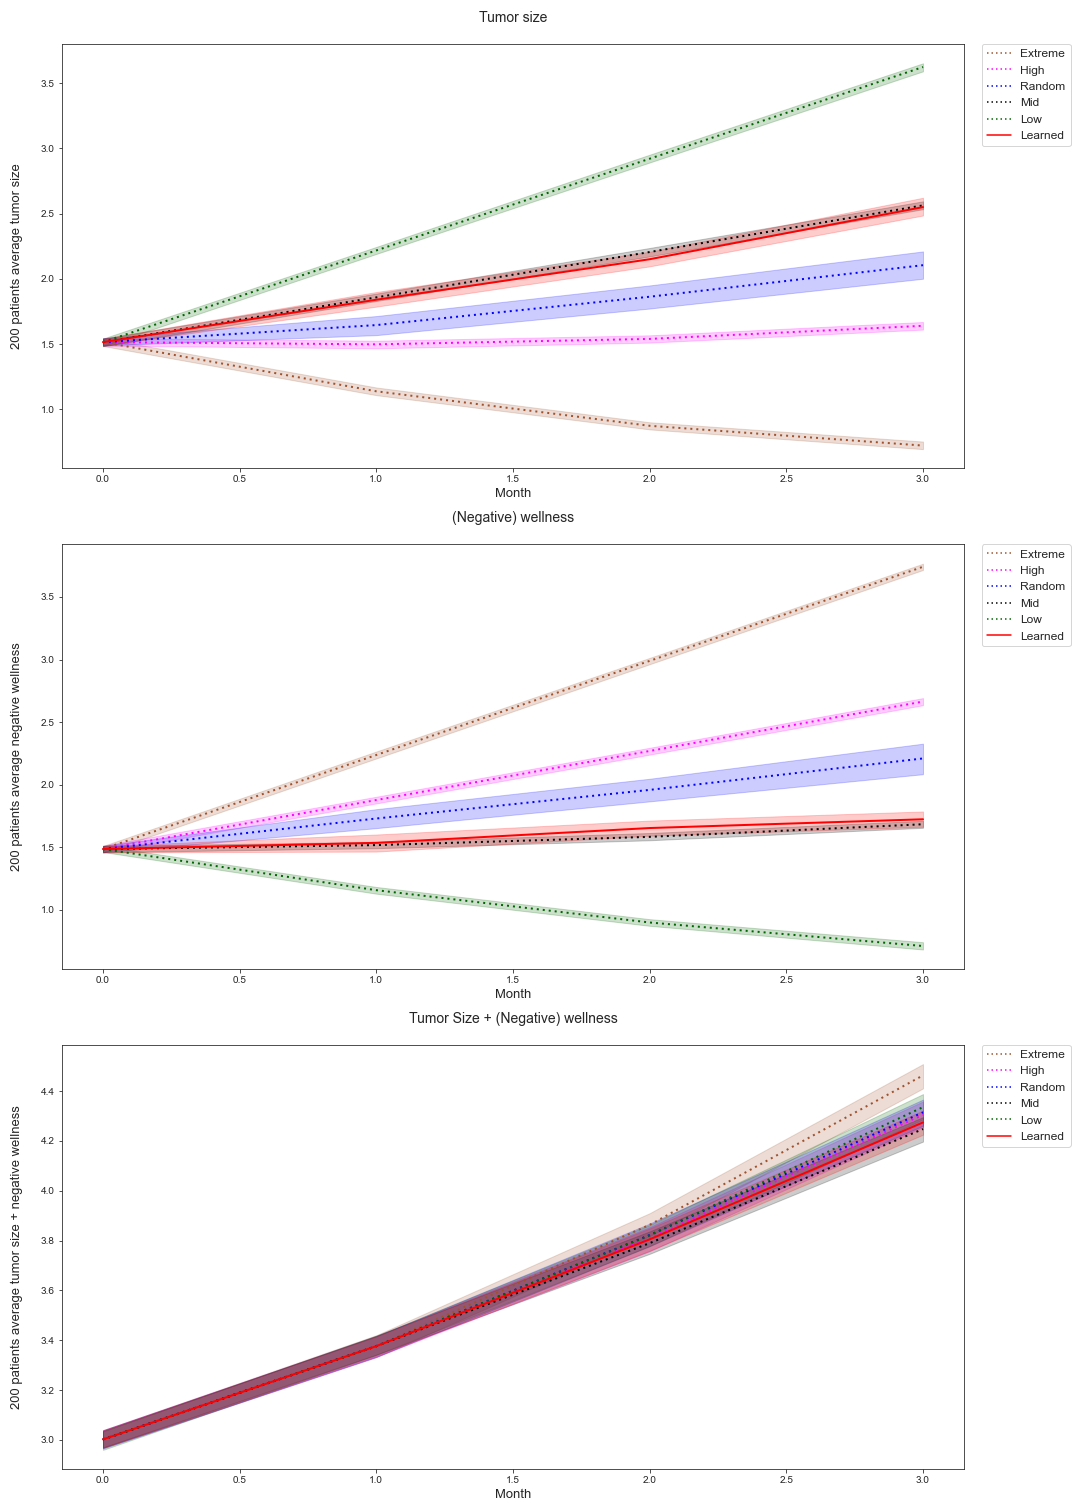 Tumor size
200 patients average tumor size
3.5
3.0
2.5
2.0
1.5
1.0
0.0 0.5 1.0 1.5 2.0 2.5 3.0
Month
Extreme
High
Random
Mid
Low
Learned
(Negative) wellness
200 patients average negative wellness
3.5
3.0
2.5
2.0
1.5
1.0
0.0 0.5 1.0 1.5 2.0 2.5 3.0
Month
Extreme
High
Random
Mid
Low
Learned
Tumor Size + (Negative) wellness
200 patients average tumor size + negative wellness
4.4
4.2
4.0
3.8
3.6
3.4
3.2
3.0
0.0 0.5 1.0 1.5 2.0 2.5 3.0
Month
Extreme
High
Random
Mid
Low
Learned